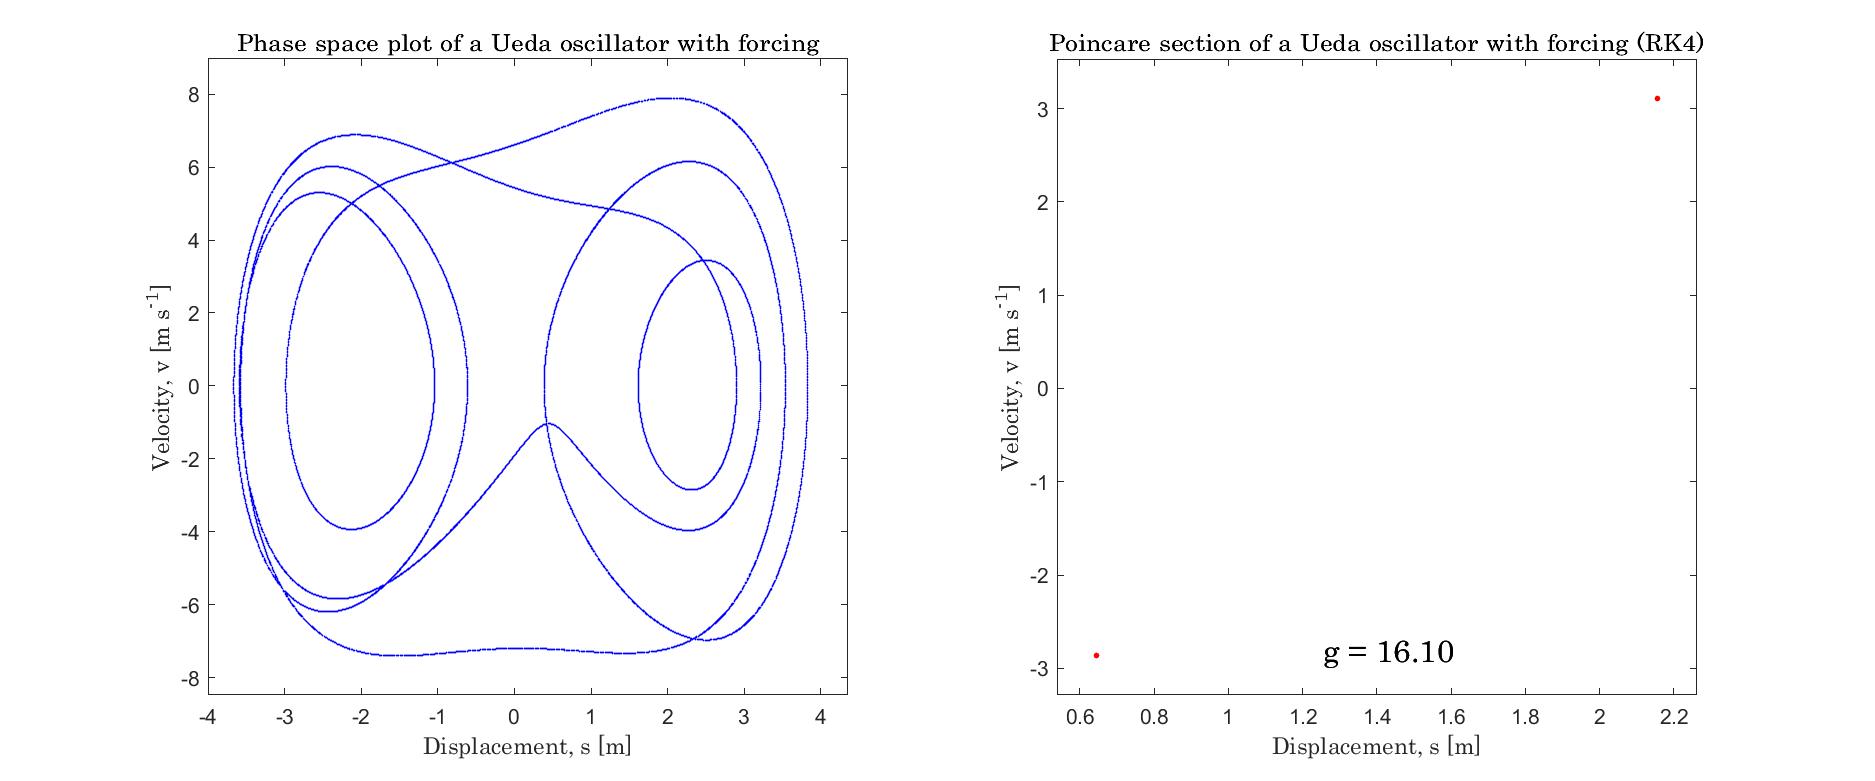 Phase space plot of a Ueda oscillator with forcing
8
6
4
2
0
-2
-4
-6
-8
Velocity, v [m s^-1]
-4 -3 -2 -1 0 1 2 3 4
Displacement, s [m]
Poincare section of a Ueda oscillator with forcing (RK4)
3
2
1
0
-1
-2
-3
Velocity, v [m s^-1]
g = 16.10
0.6 0.8 1 1.2 1.4 1.6 1.8 2 2.2
Displacement, s [m]